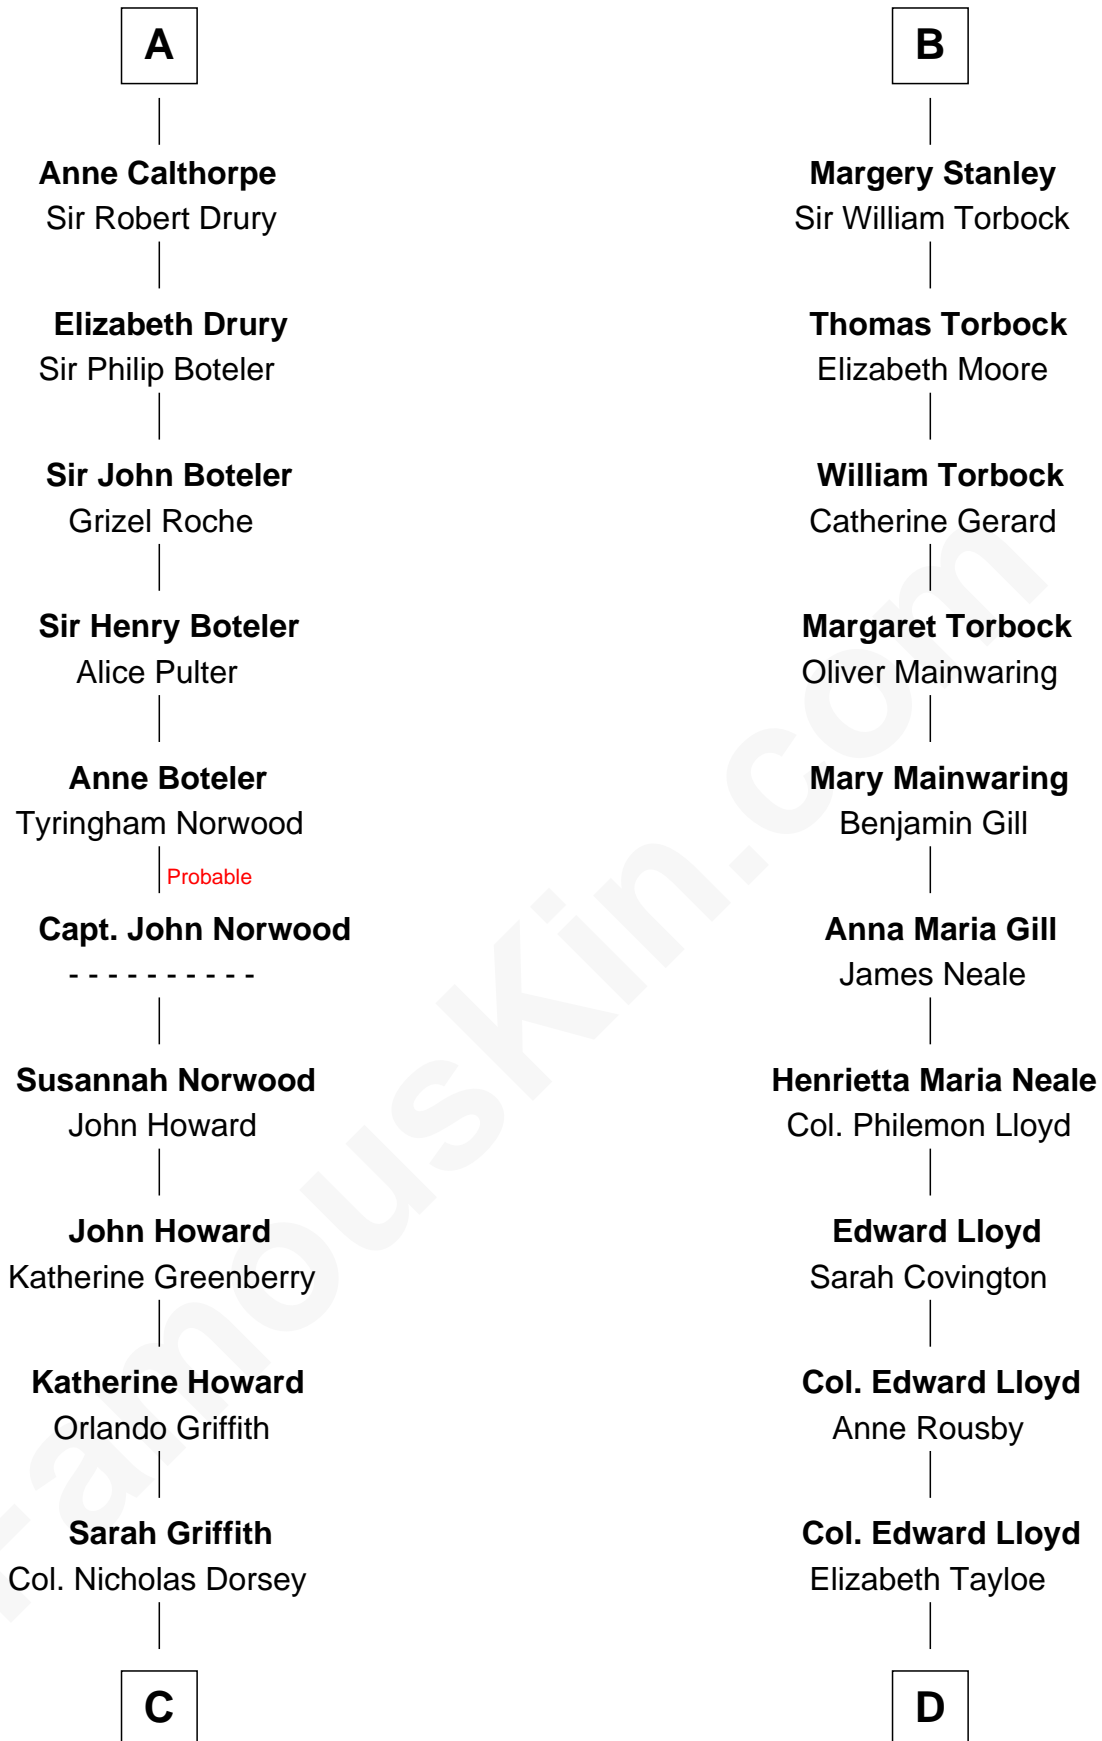 A
Anne Calthorpe
Sir Robert Drury
Elizabeth Drury
Sir Philip Boteler
Sir John Boteler
Grizel Roche
Sir Henry Boteler
Alice Pulter
Anne Boteler
Tyringham Norwood
Probable
Capt. John Norwood
- - - - - - - - - -
Susannah Norwood
John Howard
John Howard
Katherine Greenberry
Katherine Howard
Orlando Griffith
Sarah Griffith
Col. Nicholas Dorsey
C
B
Margery Stanley
Sir William Torbock
Thomas Torbock
Elizabeth Moore
William Torbock
Catherine Gerard
Margaret Torbock
Oliver Mainwaring
Mary Mainwaring
Benjamin Gill
Anna Maria Gill
James Neale
Henrietta Maria Neale
Col. Philemon Lloyd
Edward Lloyd
Sarah Covington
Col. Edward Lloyd
Anne Rousby
Col. Edward Lloyd
Elizabeth Tayloe
D
FamousKin.com